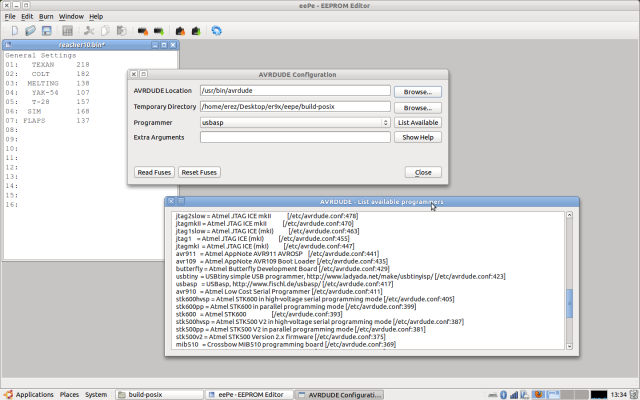 eePe - EEPROM Editor
File Edit Burn Window Help
reacher10.bin*
General Settings
01: TEXAN 218
02: COLT 182
03: MELTING 138
04: YAK-54 107
05: T-28 157
06: SIM 168
07: FLAPS 137
08:
09:
10:
11:
12:
13:
14:
15:
16:
AVRDUDE Configuration
AVRDUDE Location /usr/bin/avrdude Browse...
Temporary Directory /home/erez/Desktop/er9x/eepe/build-posix Browse...
Programmer usbasp List Available
Extra Arguments Show Help
Read Fuses Reset Fuses Close
AVRDUDE - List available programmers
jtag2slow = Atmel JTAG ICE mkII [/etc/avrdude.conf:478]
jtagmkII = Atmel JTAG ICE mkII [/etc/avrdude.conf:470]
jtag1slow = Atmel JTAG ICE (mkI) [/etc/avrdude.conf:463]
jtag1 = Atmel JTAG ICE (mkI) [/etc/avrdude.conf:455]
jtagmkI = Atmel JTAG ICE (mkI) [/etc/avrdude.conf:447]
avr911 = Atmel AppNote AVR911 AVROSP [/etc/avrdude.conf:441]
avr109 = Atmel AppNote AVR109 Boot Loader [/etc/avrdude.conf:435]
butterfly = Atmel Butterfly Development Board [/etc/avrdude.conf:429]
usbtiny = USBtiny simple USB programmer, http://www.ladyada.net/make/usbtinyisp/ [/etc/avrdude.conf:423]
usbasp = USBasp, http://www.fischl.de/usbasp/ [/etc/avrdude.conf:417]
avr910 = Atmel Low Cost Serial Programmer [/etc/avrdude.conf:411]
stk600hvsp = Atmel STK600 in high-voltage serial programming mode [/etc/avrdude.conf:405]
stk600pp = Atmel STK600 in parallel programming mode [/etc/avrdude.conf:399]
stk600 = Atmel STK600 [/etc/avrdude.conf:393]
stk500hvsp = Atmel STK500 V2 in high-voltage serial programming mode [/etc/avrdude.conf:387]
stk500pp = Atmel STK500 V2 in parallel programming mode [/etc/avrdude.conf:381]
stk500v2 = Atmel STK500 Version 2.x firmware [/etc/avrdude.conf:375]
mib510 = Crossbow MIB510 programming board [/etc/avrdude.conf:369]
Applications Places System build-posix eePe - EEPROM Editor AVRDUDE Configurati... 13:34